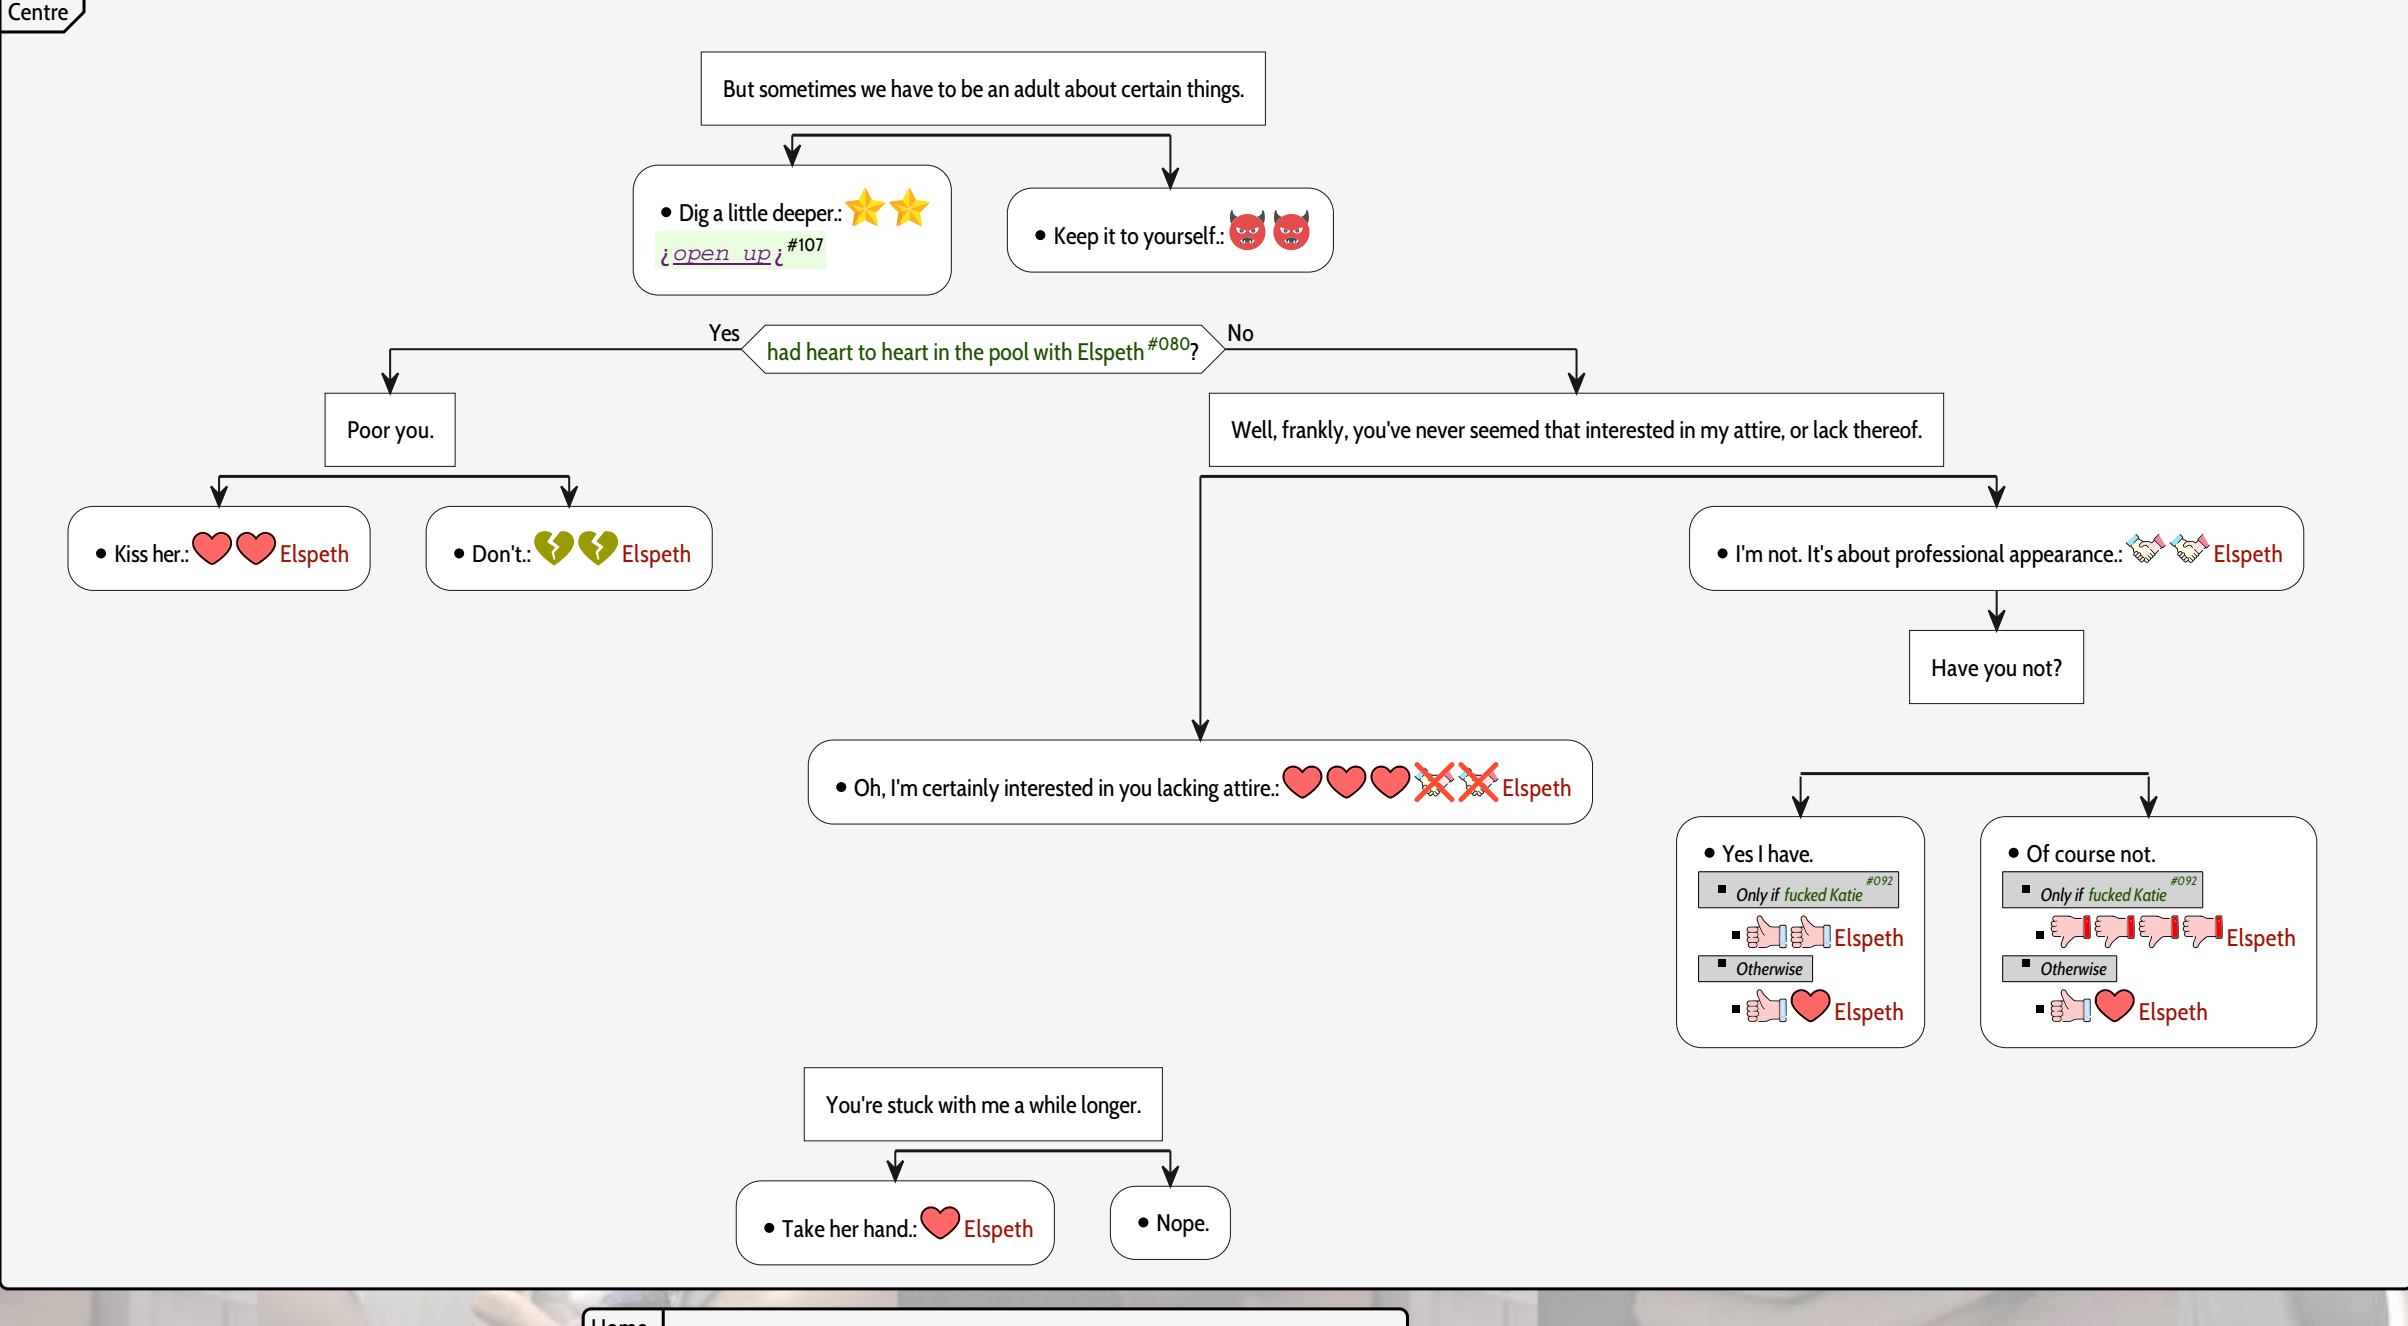 Centre
But sometimes we have to be an adult about certain things.
• Dig a little deeper.:
¿open up¿#107
• Keep it to yourself.:
Yes
had heart to heart in the pool with Elspeth #080?
No
Poor you.
Well, frankly, you've never seemed that interested in my attire, or lack thereof.
• Kiss her.: Elspeth
• Don't.: Elspeth
• I'm not. It's about professional appearance.: Elspeth
Have you not?
• Oh, I'm certainly interested in you lacking attire.: Elspeth
• Yes I have.
▪ Only if fucked Katie #092
▪ Elspeth
▪ Otherwise
▪ Elspeth
• Of course not.
▪ Only if fucked Katie #092
▪ Elspeth
▪ Otherwise
▪ Elspeth
You're stuck with me a while longer.
• Take her hand.: Elspeth
• Nope.